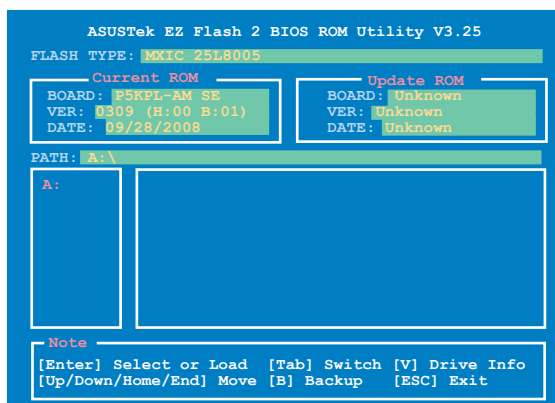 ASUSTek EZ Flash 2 BIOS ROM Utility V3.25
FLASH TYPE: MXIC 25L8005
Current ROM
BOARD: P5KPL-AM SE
VER: 0309 (H:00 B:01)
DATE: 09/28/2008
Update ROM
BOARD: Unknown
VER: Unknown
DATE: Unknown
PATH: A:\
A:
Note
[Enter] Select or Load [Tab] Switch [V] Drive Info
[Up/Down/Home/End] Move [B] Backup [ESC] Exit